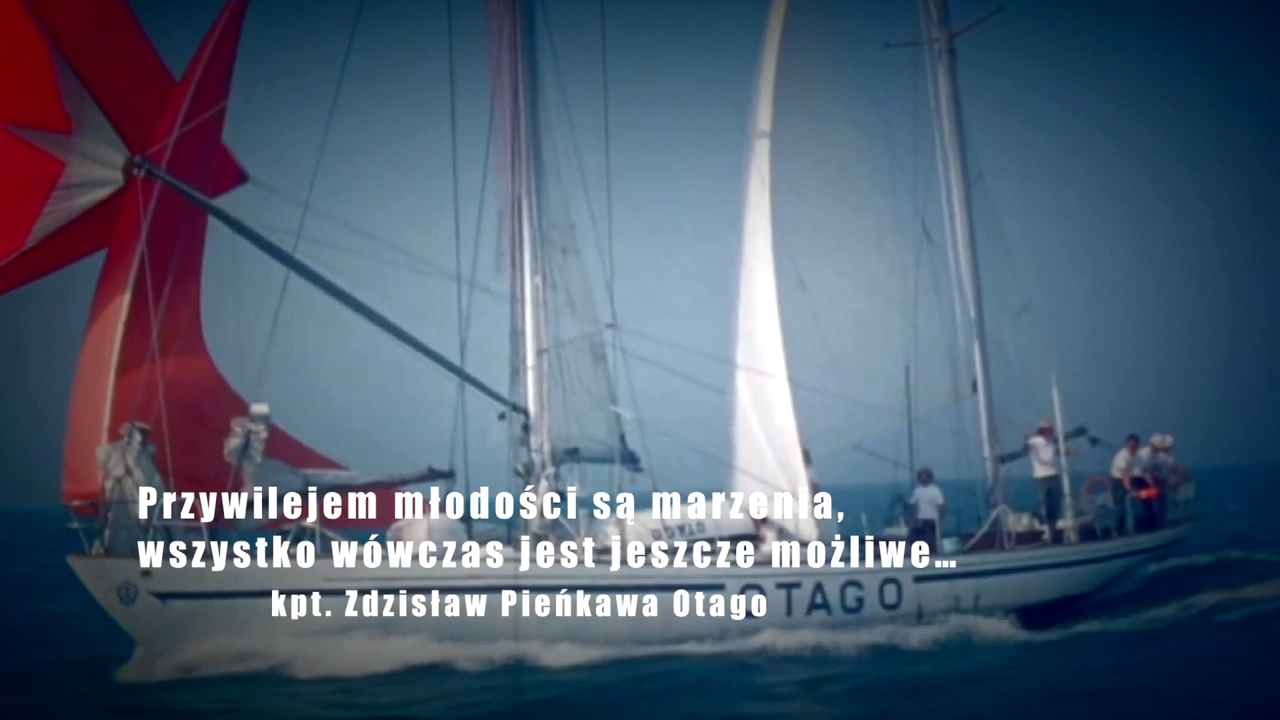 Przywilejem młodości są marzenia,
wszystko wówczas jest jeszcze możliwe...
kpt. Zdzisław Pieńkawa Otago
OTAGO